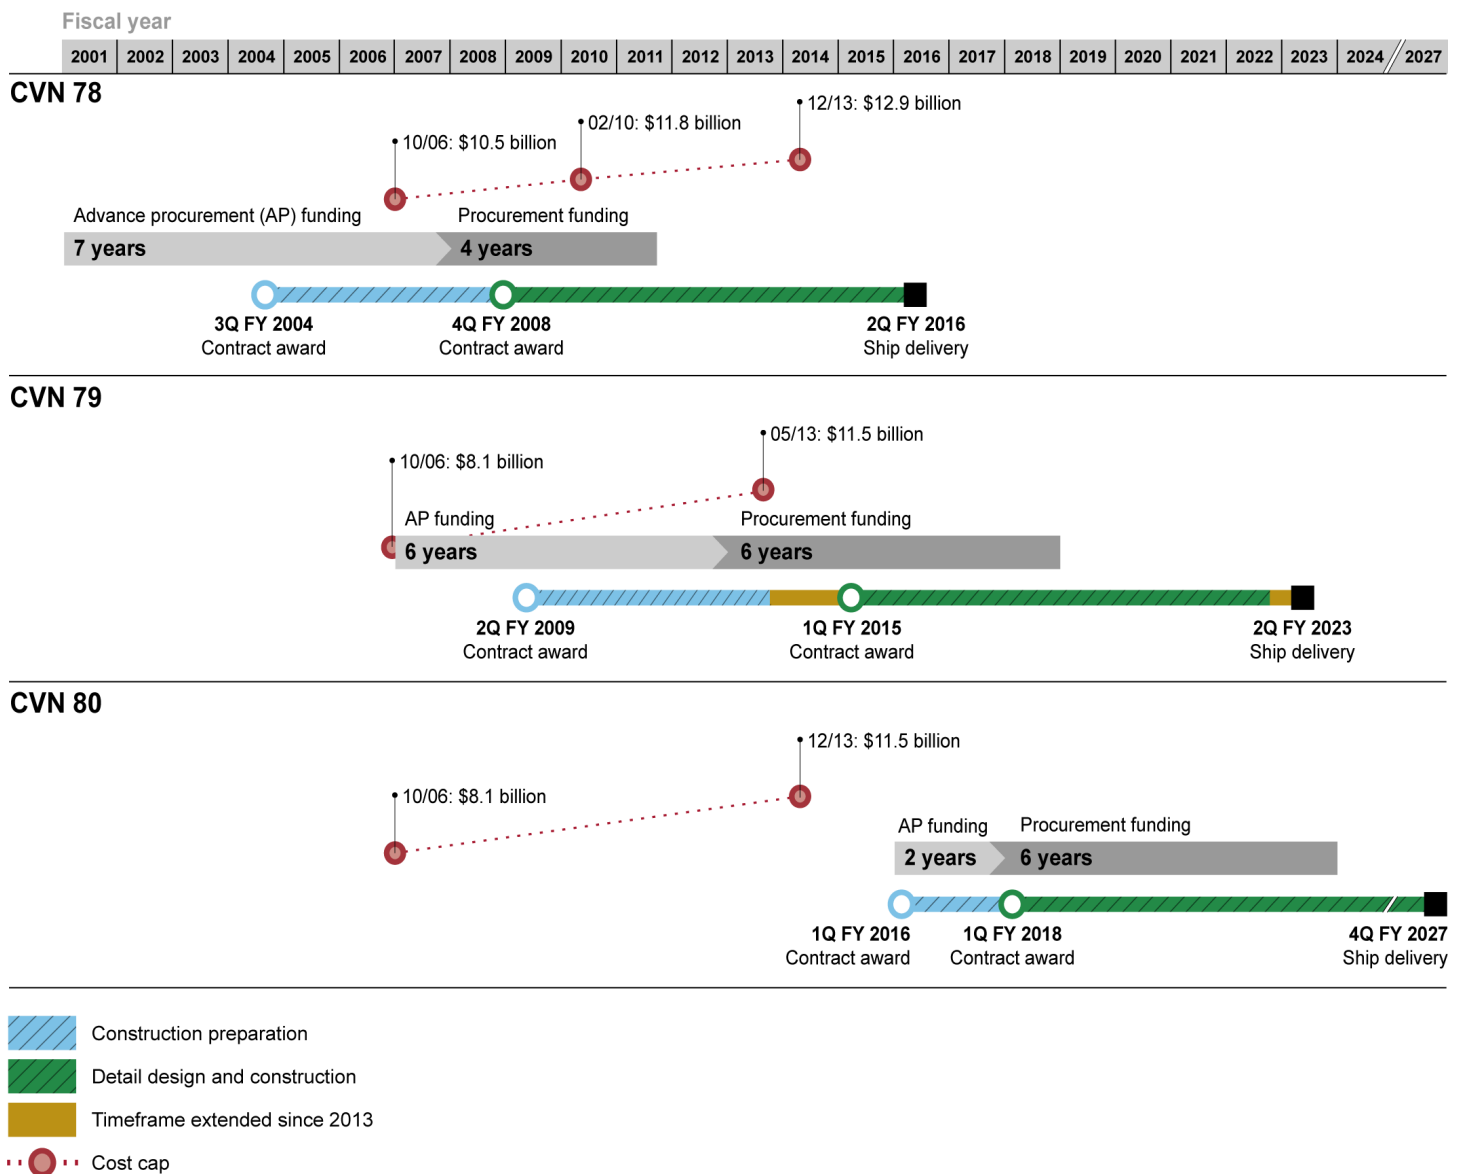 Fiscal year
2001 2002 2003 2004 2005 2006 2007 2008 2009 2010 2011 2012 2013 2014 2015 2016 2017 2018 2019 2020 2021 2022 2023 2024 2027
CVN 78
12/13: $12.9 billion
02/10: $11.8 billion
10/06: $10.5 billion
Advance procurement (AP) funding
Procurement funding
7 years
4 years
3Q FY 2004
Contract award
4Q FY 2008
Contract award
2Q FY 2016
Ship delivery
CVN 79
05/13: $11.5 billion
10/06: $8.1 billion
AP funding
Procurement funding
6 years
6 years
2Q FY 2009
Contract award
1Q FY 2015
Contract award
2Q FY 2023
Ship delivery
CVN 80
12/13: $11.5 billion
10/06: $8.1 billion
AP funding
Procurement funding
2 years
6 years
1Q FY 2016
Contract award
1Q FY 2018
Contract award
4Q FY 2027
Ship delivery
Construction preparation
Detail design and construction
Timeframe extended since 2013
Cost cap